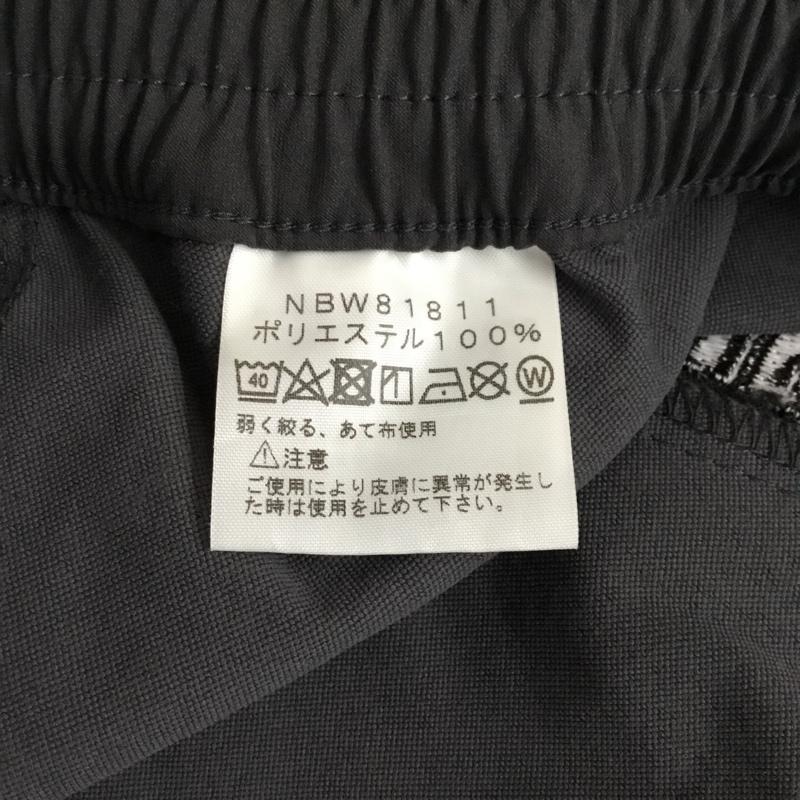 NBW81811
ポリエステル100%
40 W
弱く絞る、あて布使用
注意
ご使用により皮膚に異常が発生し
た時は使用を止めて下さい。